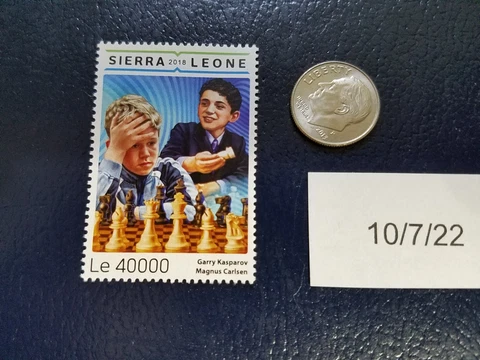 SIERRA 2018 LEONE
Le 40000
Garry Kasparov
Magnus Carlsen
LIBERTY
10/7/22